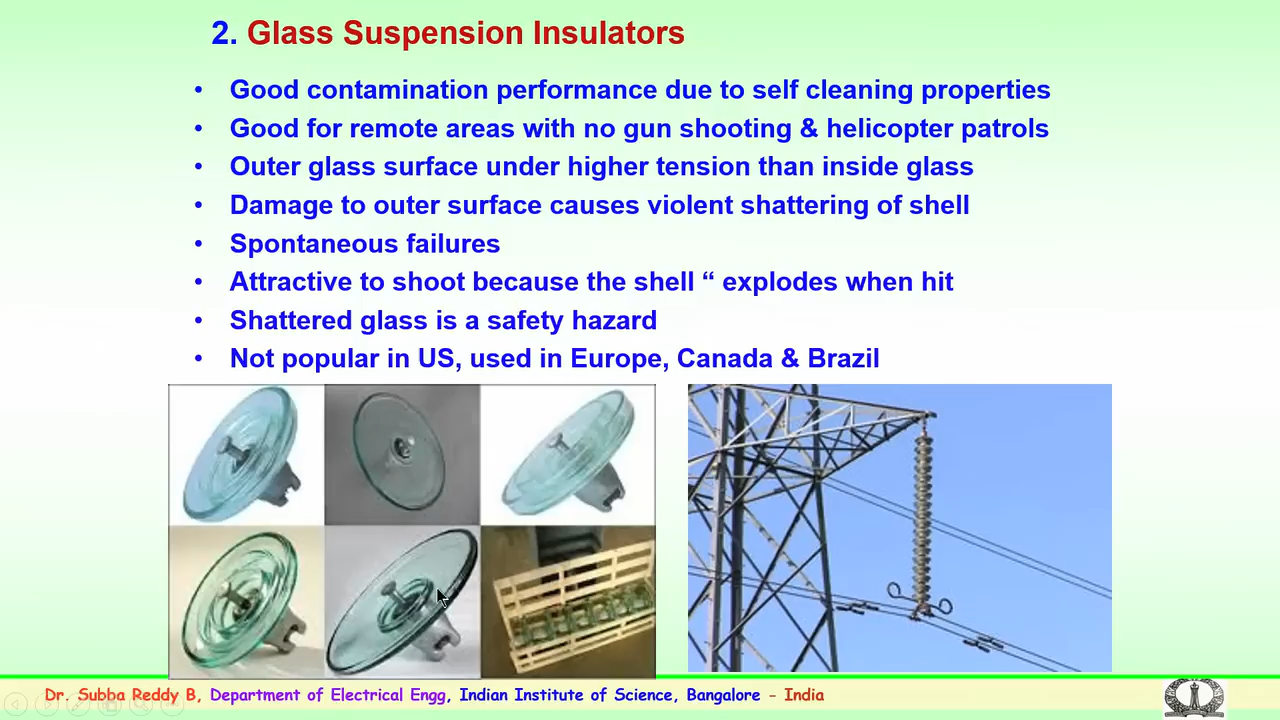 2. Glass Suspension Insulators
• Good contamination performance due to self cleaning properties
• Good for remote areas with no gun shooting & helicopter patrols
• Outer glass surface under higher tension than inside glass
• Damage to outer surface causes violent shattering of shell
• Spontaneous failures
• Attractive to shoot because the shell “ explodes when hit
• Shattered glass is a safety hazard
• Not popular in US, used in Europe, Canada & Brazil
Dr. Subba Reddy B, Department of Electrical Engg, Indian Institute of Science, Bangalore - India